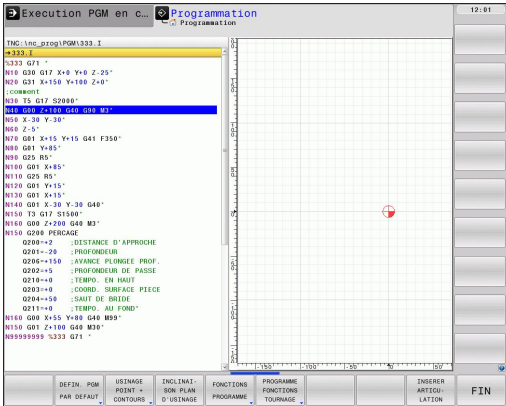 Execution PGM en c...
Programmation
Programmation
12:01
TNC:\nc_prog\PGM\333.I
→333.I
%333 G71 *
N10 G30 G17 X+0 Y+0 Z-25*
N20 G31 X+150 Y+100 Z+0*
;comment
N30 T5 G17 S2000*
N40 G00 Z+100 G40 G90 M3*
N50 X-30 Y-30*
N60 Z-5*
N70 G01 X+15 Y+15 G41 F350*
N80 G01 Y+85*
N90 G25 R5*
N100 G01 X+85*
N110 G25 R5*
N120 G01 Y+15*
N130 G01 X+15*
N140 G01 X-30 Y-30 G40*
N150 T3 G17 S1500*
N160 G00 Z+200 G40 M3*
N150 G200 PERCAGE
Q200=+2 ;DISTANCE D'APPROCHE
Q201=-20 ;PROFONDEUR
Q206=+150 ;AVANCE PLONGEE PROF.
Q202=+5 ;PROFONDEUR DE PASSE
Q210=+0 ;TEMPO. EN HAUT
Q203=+0 ;COORD. SURFACE PIECE
Q204=+50 ;SAUT DE BRIDE
Q211=+0 ;TEMPO. AU FOND*
N160 G00 X+55 Y+80 G40 M99*
N150 G01 Z+100 G40 M30*
N99999999 %333 G71 *
-150 -100 -50 0 50
DEFIN. PGM
PAR DEFAUT
USINAGE
POINT +
CONTOURS
INCLINAI-
SON PLAN
D'USINAGE
FONCTIONS
PROGRAMME
PROGRAMME
FONCTIONS
TOURNAGE
INSERER
ARTICU-
LATION
FIN